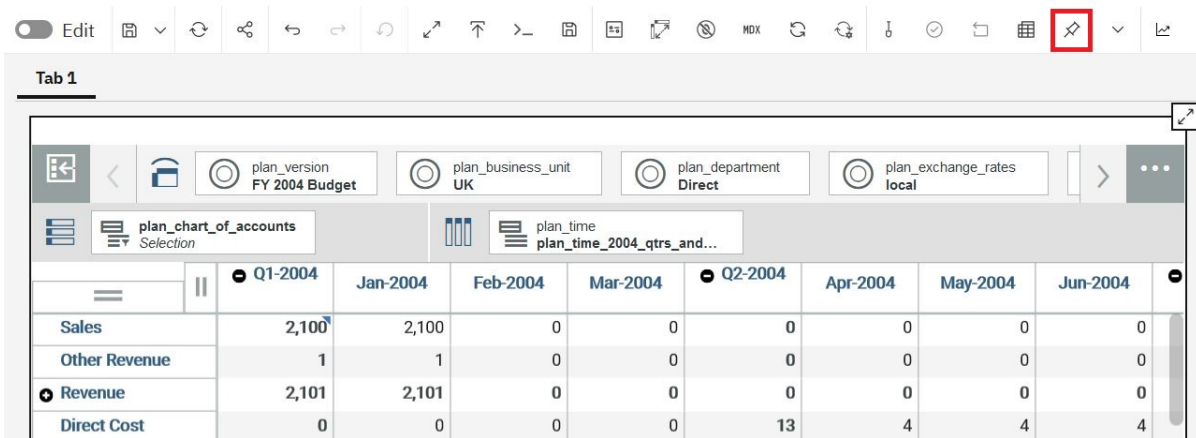 Edit
MDX
Tab 1
plan_version
FY 2004 Budget
plan_business_unit
UK
plan_department
Direct
plan_exchange_rates
local
plan_chart_of_accounts
Selection
plan_time
plan_time_2004_qtrs_and...
Q1-2004 Jan-2004 Feb-2004 Mar-2004 Q2-2004 Apr-2004 May-2004 Jun-2004
Sales 2,100 2,100 0 0 0 0 0 0
Other Revenue 1 1 0 0 0 0 0 0
Revenue 2,101 2,101 0 0 0 0 0 0
Direct Cost 0 0 0 0 13 4 4 4